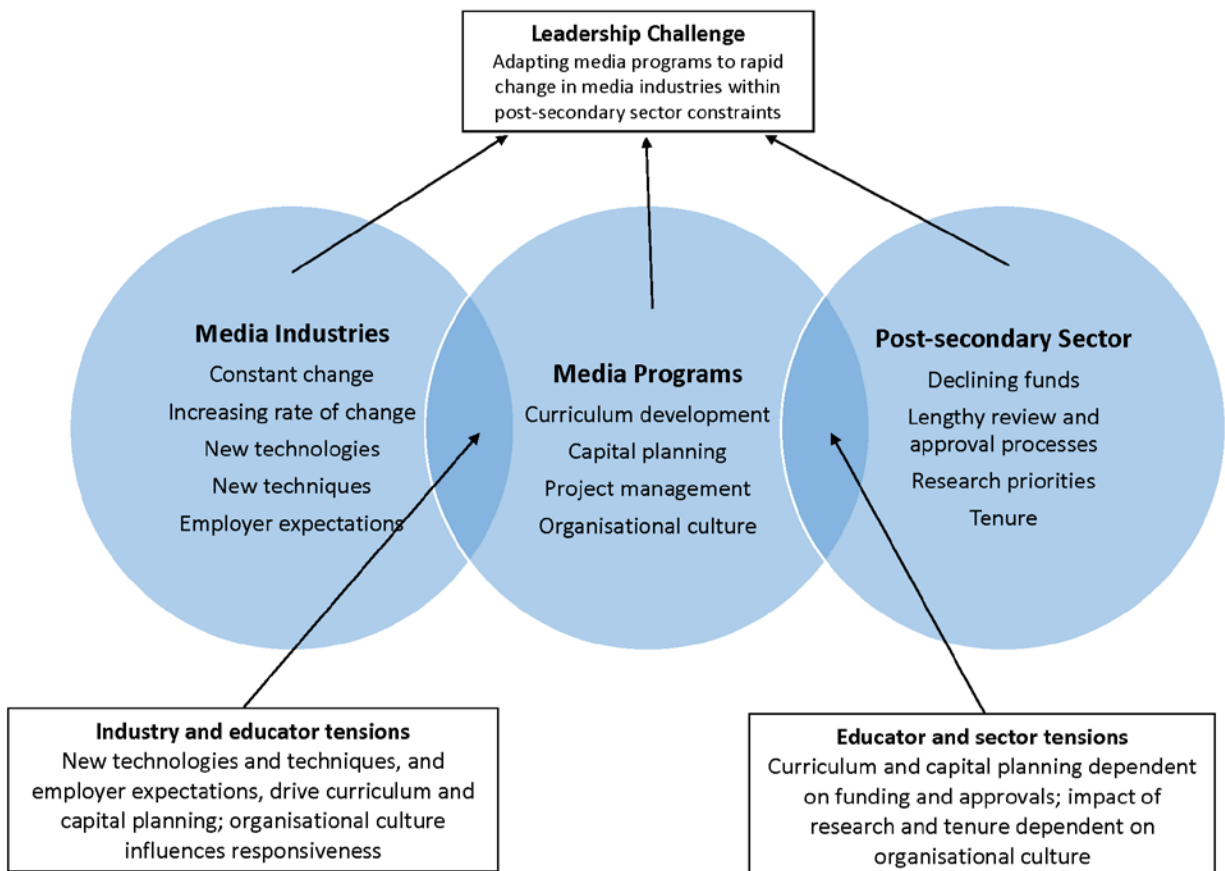 Leadership Challenge
Adapting media programs to rapid
change in media industries within
post-secondary sector constraints
Media Industries
Constant change
Increasing rate of change
New technologies
New techniques
Employer expectations
Media Programs
Curriculum development
Capital planning
Project management
Organisational culture
Post-secondary Sector
Declining funds
Lengthy review and
approval processes
Research priorities
Tenure
Industry and educator tensions
New technologies and techniques, and
employer expectations, drive curriculum and
capital planning; organisational culture
influences responsiveness
Educator and sector tensions
Curriculum and capital planning dependent
on funding and approvals; impact of
research and tenure dependent on
organisational culture